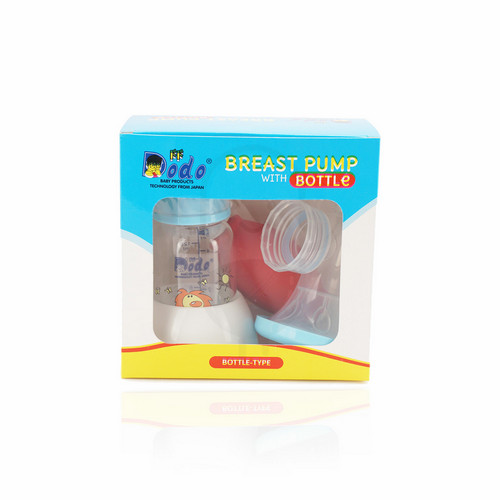 Dodo®
BABY PRODUCTS
TECHNOLOGY FROM JAPAN
BREAST PUMP
WITH BOTTLe
Dodo
BOTTLE-TYPE